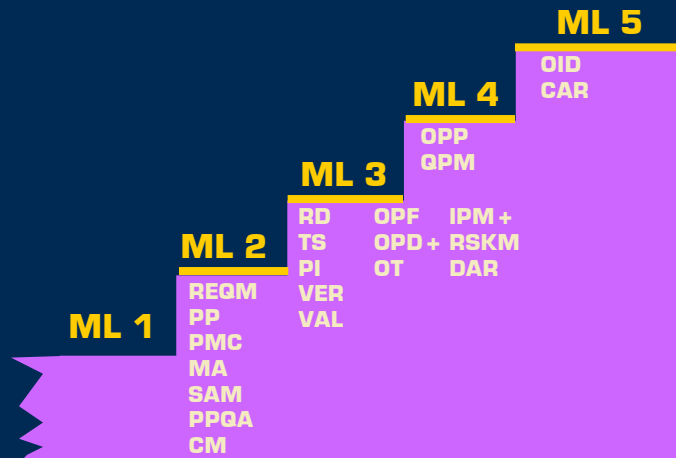 ML 5
OID
CAR
ML 4
OPP
QPM
ML 3
RD OPF IPM +
TS OPD + RSKM
PI OT DAR
VER
VAL
ML 2
REQM
PP
PMC
MA
SAM
PPQA
CM
ML 1